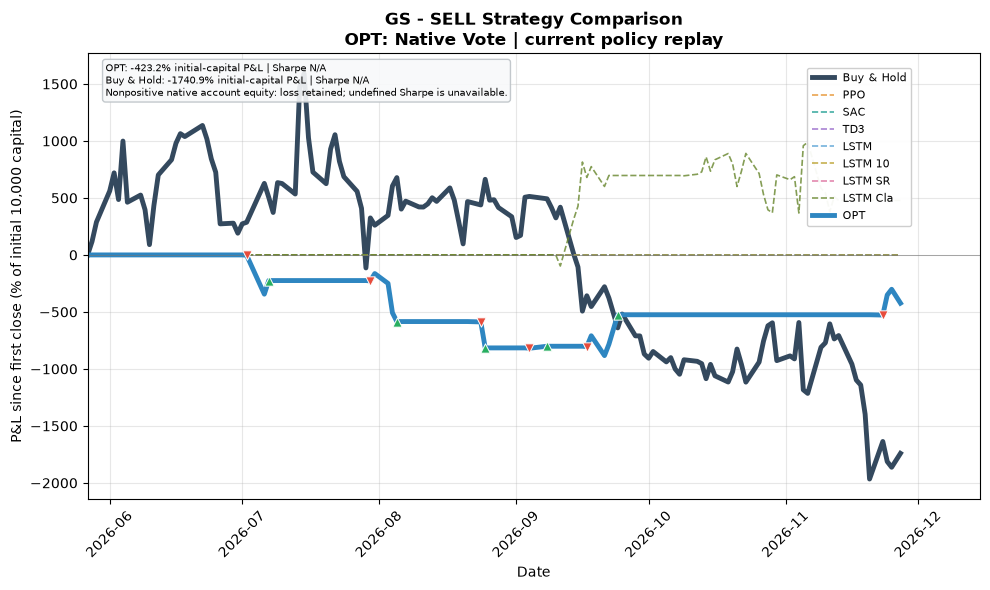 GS - SELL Strategy Comparison
OPT: Native Vote | current policy replay
OPT: -423.2% initial-capital P&L | Sharpe N/A
Buy & Hold: -1740.9% initial-capital P&L | Sharpe N/A
Nonpositive native account equity: loss retained; undefined Sharpe is unavailable.
Buy & Hold
PPO
SAC
TD3
LSTM
LSTM 10
LSTM SR
LSTM Cla
OPT
P&L since first close (% of initial 10,000 capital)
1500
1000
500
0
−500
−1000
−1500
−2000
2026-06
2026-07
2026-08
2026-09
2026-10
2026-11
2026-12
Date